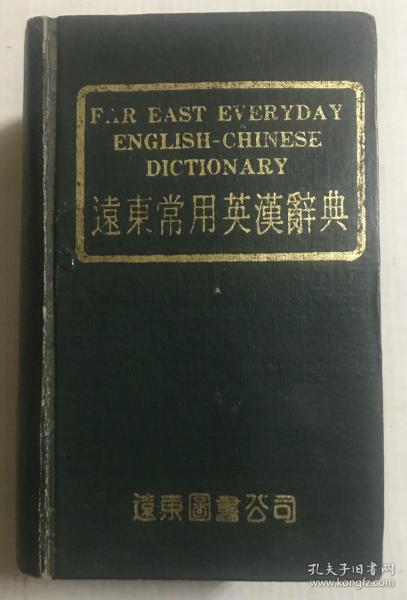 FAR EAST EVERYDAY
ENGLISH-CHINESE
DICTIONARY
遠東常用英漢辭典
遠東圖書公司
孔夫子旧书网
www.kongfz.com